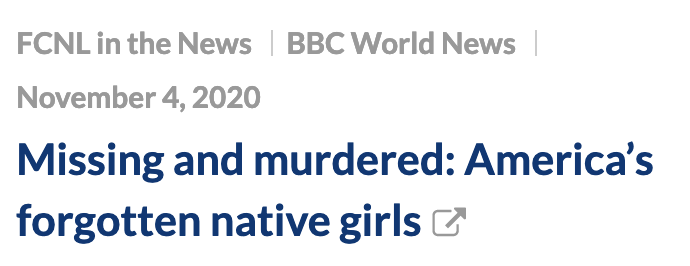 FCNL in the News | BBC World News |
November 4, 2020
Missing and murdered: America’s
forgotten native girls